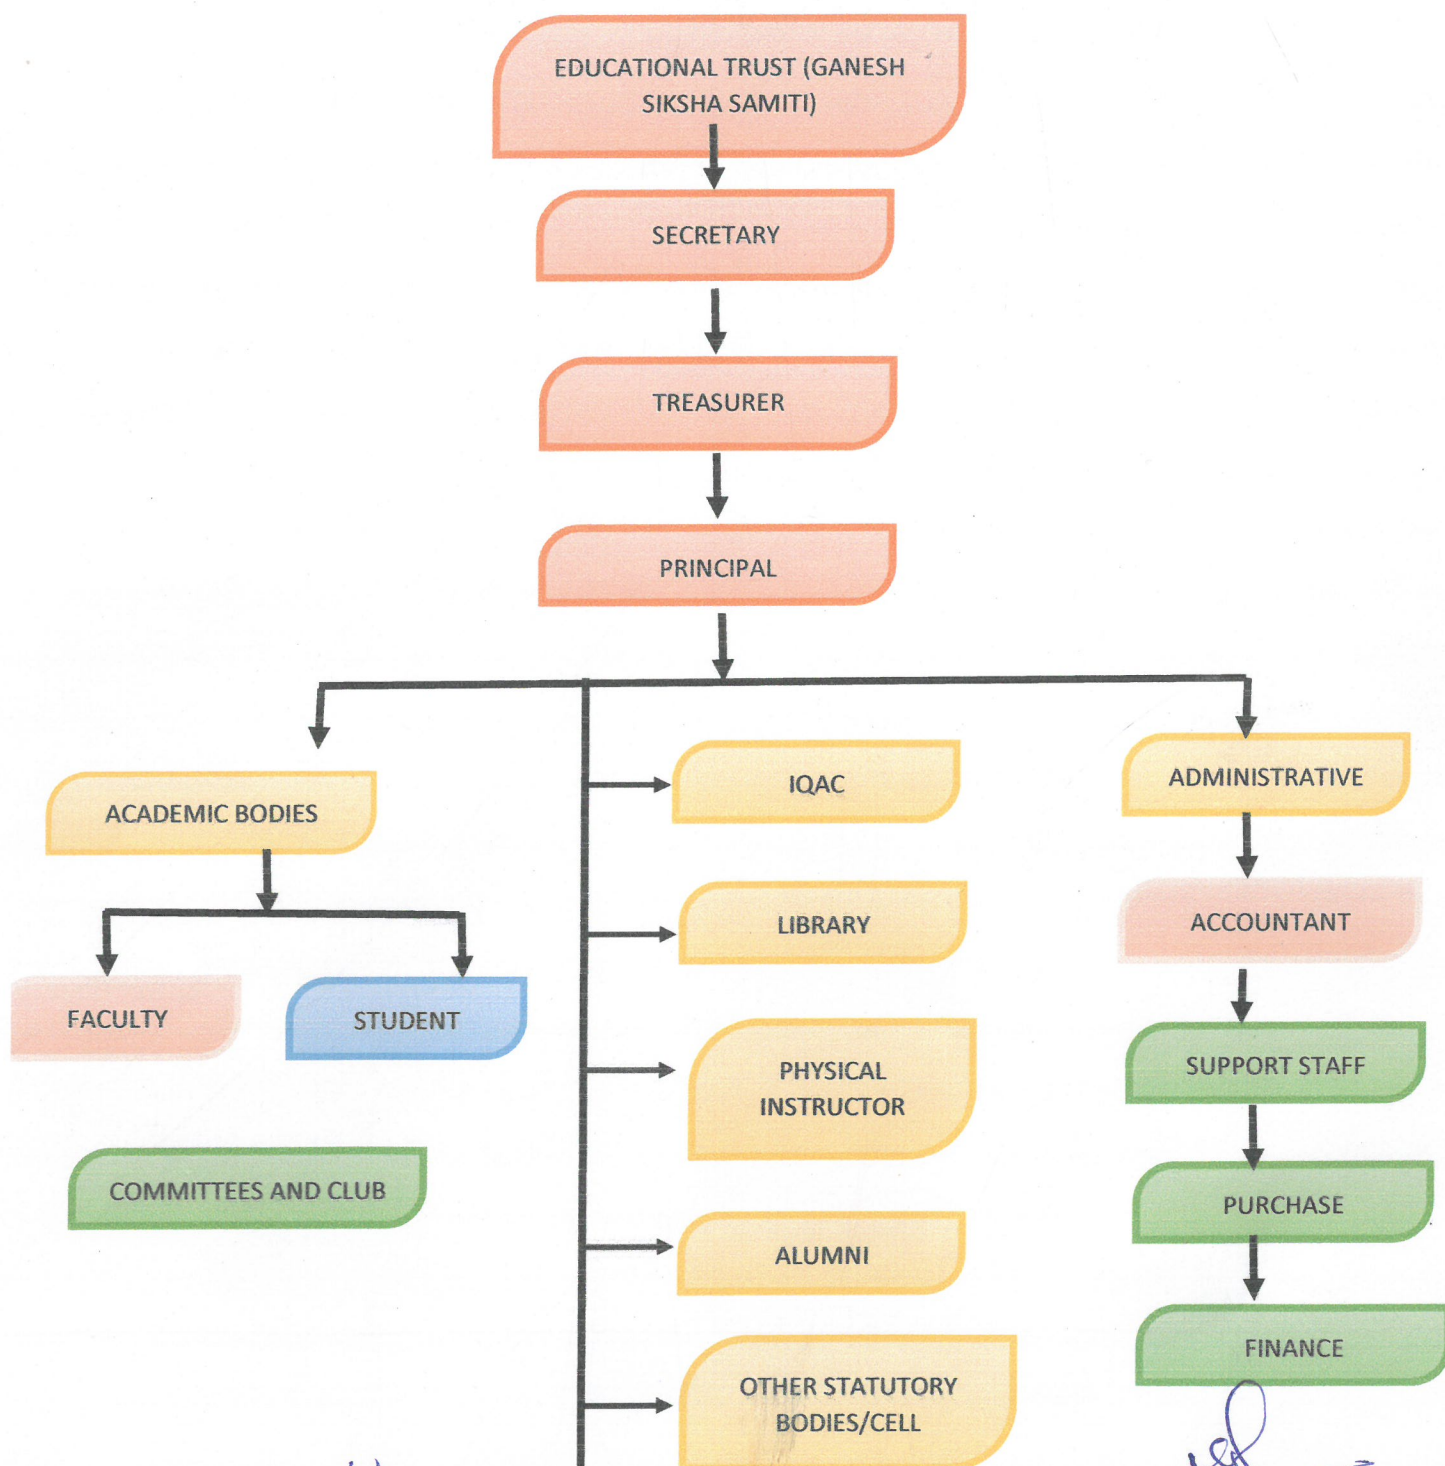 EDUCATIONAL TRUST (GANESH
SIKSHA SAMITI)
SECRETARY
TREASURER
PRINCIPAL
ACADEMIC BODIES
FACULTY
STUDENT
COMMITTEES AND CLUB
IQAC
LIBRARY
PHYSICAL
INSTRUCTOR
ALUMNI
OTHER STATUTORY
BODIES/CELL
ADMINISTRATIVE
ACCOUNTANT
SUPPORT STAFF
PURCHASE
FINANCE